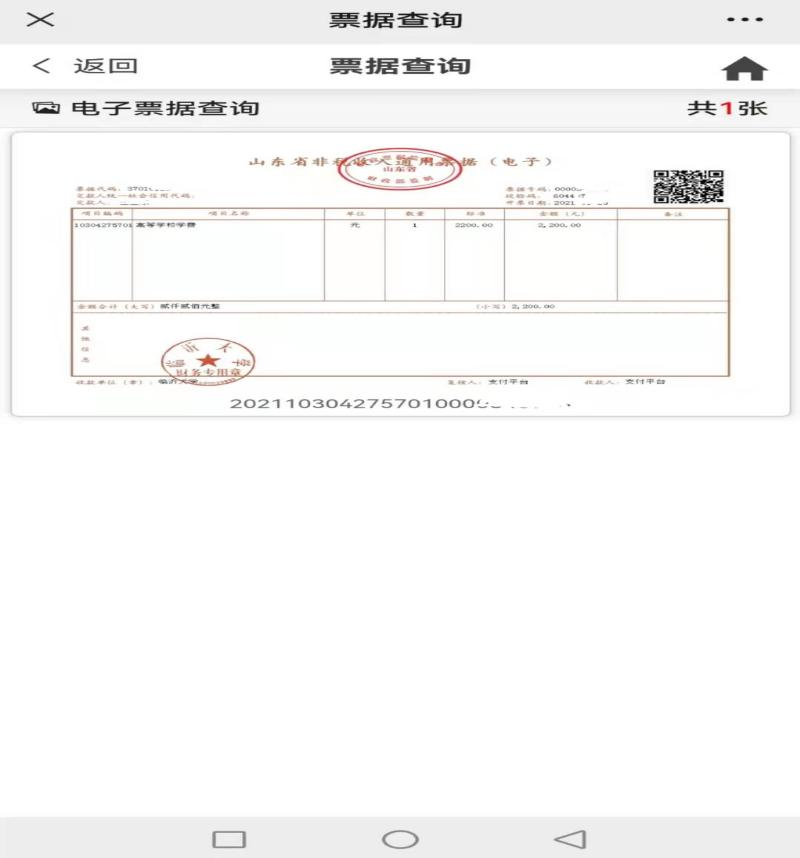 票据查询
返回 票据查询
电子票据查询 共1张
山东省非税收入通用票据（电子）
山东省
财政部监制
票据代码：3701
票据号码：0000
交款人统一社会信用代码：
校验码：6044
交款人：
开票日期：2021
项目编码 项目名称 单位 数量 标准 金额（元） 备注
10304275701 高等学校学费 元 1 2200.00 2,200.00
金额合计（大写）贰仟贰佰元整 （小写）2,200.00
其他信息
临沂大学
财务专用章
收款单位（章）：临沂大学 复核人：支付平台 收款人：支付平台
202110304275701000